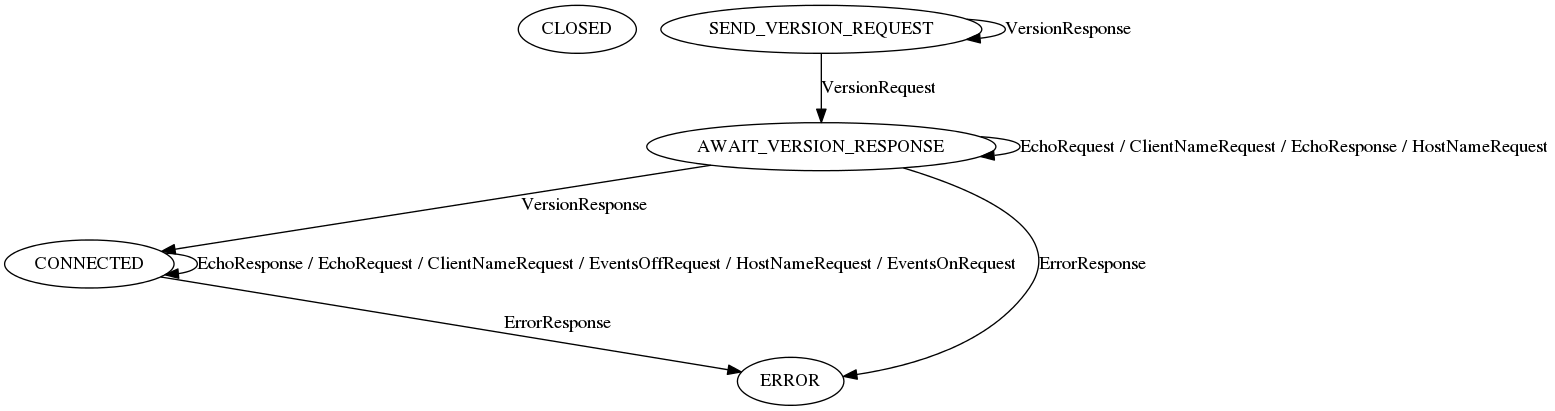 CLOSED
SEND_VERSION_REQUEST
VersionResponse
VersionRequest
AWAIT_VERSION_RESPONSE
EchoRequest / ClientNameRequest / EchoResponse / HostNameRequest
VersionResponse
CONNECTED
EchoResponse / EchoRequest / ClientNameRequest / EventsOffRequest / HostNameRequest / EventsOnRequest
ErrorResponse
ErrorResponse
ERROR